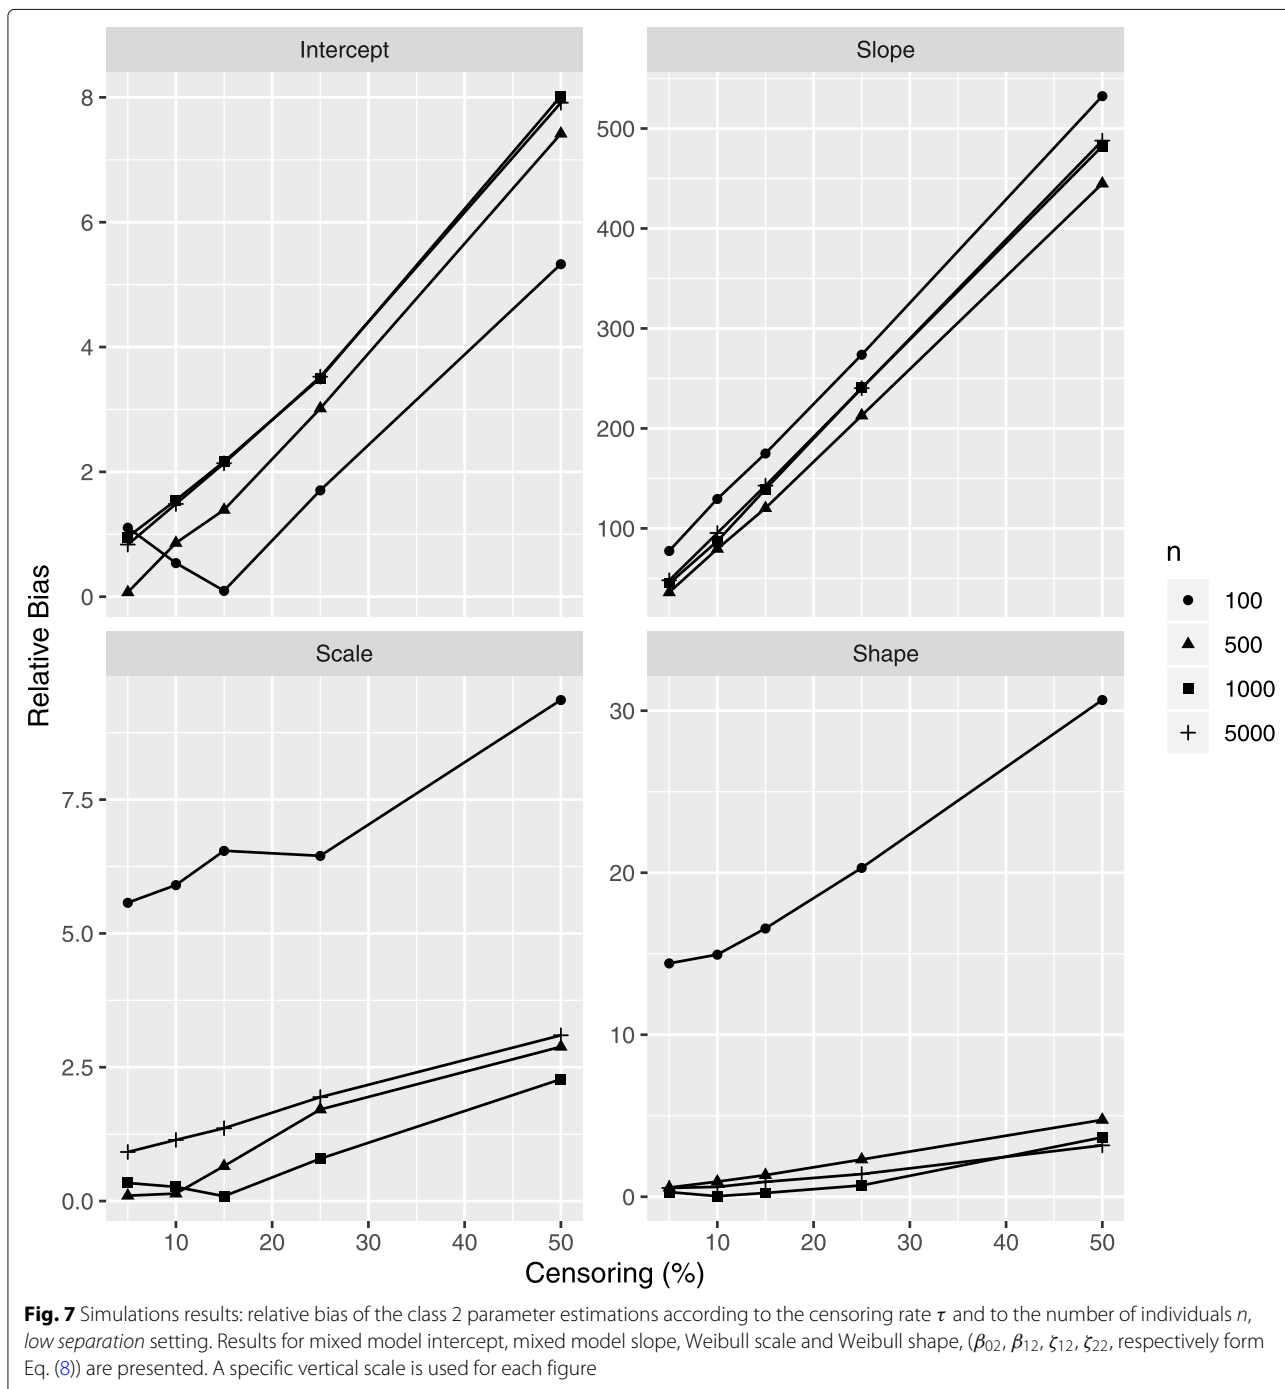 Intercept
Slope
8
6
4
2
0
500
400
300
200
100
Scale
Shape
7.5
5.0
2.5
0.0
30
20
10
0
10 20 30 40 50
10 20 30 40 50
Relative Bias
Censoring (%)
n
100
500
1000
5000
Fig. 7 Simulations results: relative bias of the class 2 parameter estimations according to the censoring rate τ and to the number of individuals n,
low separation setting. Results for mixed model intercept, mixed model slope, Weibull scale and Weibull shape, (β02, β12, ζ12, ζ22, respectively form
Eq. (8)) are presented. A specific vertical scale is used for each figure